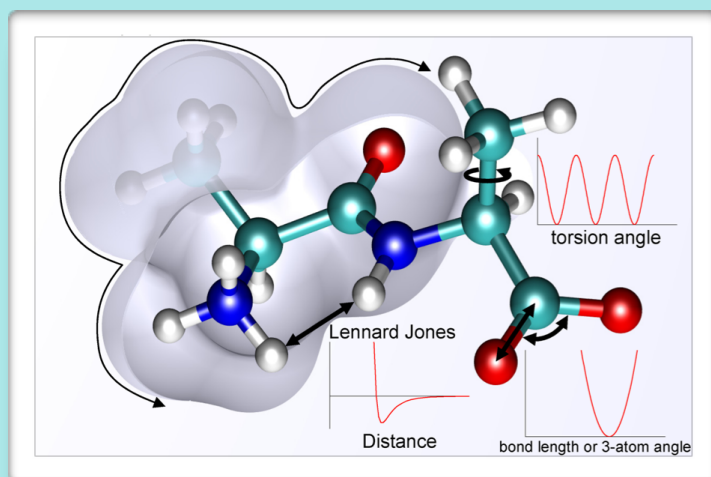 torsion angle
Lennard Jones
Distance
bond length or 3-atom angle